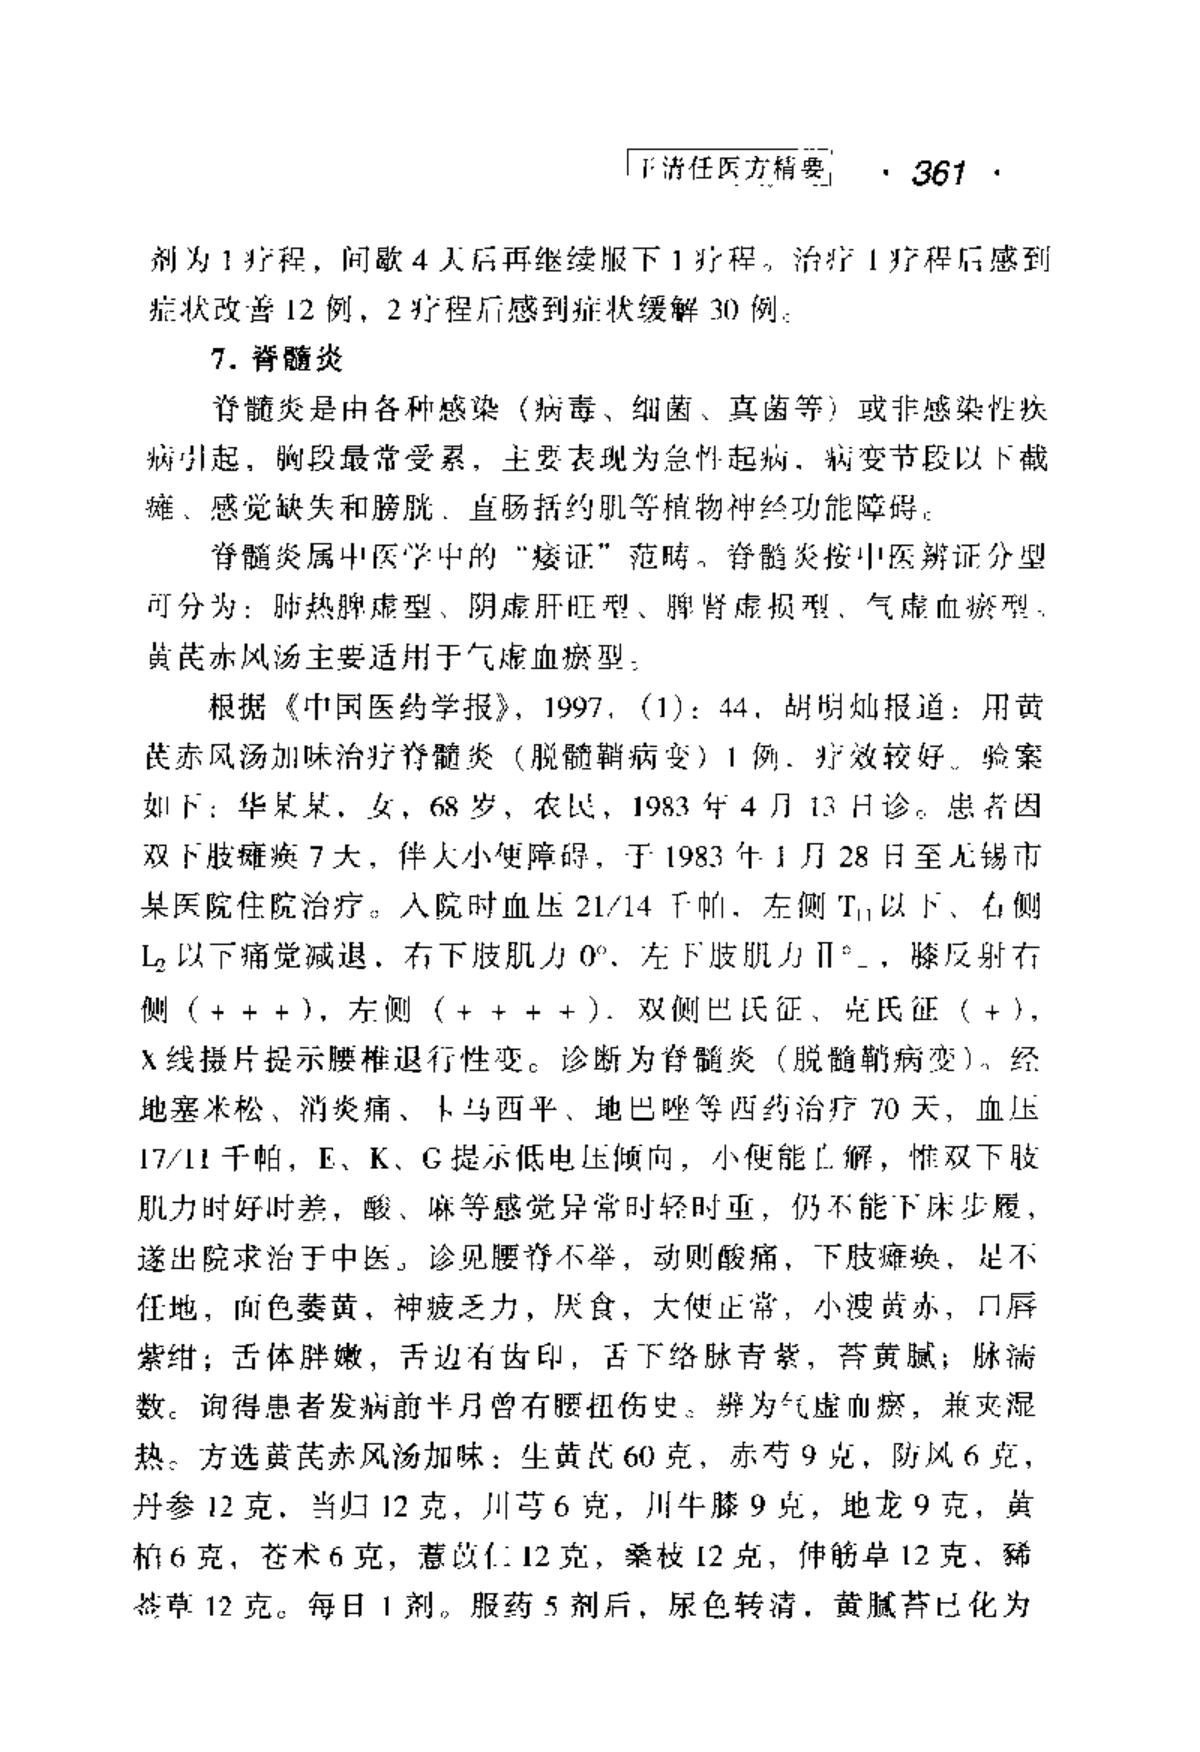 王清任医方精要 · 361 ·
剂为1疗程，间歇4天后再继续服下1疗程。治疗1疗程后感到
症状改善12例，2疗程后感到症状缓解30例。
7. 脊髓炎
脊髓炎是由各种感染（病毒、细菌、真菌等）或非感染性疾
病引起，胸段最常受累，主要表现为急性起病，病变节段以下截
瘫、感觉缺失和膀胱、直肠括约肌等植物神经功能障碍。
脊髓炎属中医学中的“痿证”范畴。脊髓炎按中医辨证分型
可分为：肺热脾虚型、阴虚肝旺型、脾肾虚损型、气虚血瘀型。
黄芪赤风汤主要适用于气虚血瘀型。
根据《中国医药学报》，1997，（1）：44，胡明灿报道：用黄
芪赤风汤加味治疗脊髓炎（脱髓鞘病变）1例，疗效较好。验案
如下：华某某，女，68岁，农民，1983年4月13日诊。患者因
双下肢瘫痪7天，伴大小便障碍，于1983年1月28日至无锡市
某医院住院治疗。入院时血压21/14千帕，左侧T₁₁以下、右侧
L₂以下痛觉减退，右下肢肌力0°，左下肢肌力Ⅱ°₋，膝反射右
侧（+++），左侧（++++）．双侧巴氏征、克氏征（+），
X线摄片提示腰椎退行性变。诊断为脊髓炎（脱髓鞘病变）。经
地塞米松、消炎痛、卡马西平、地巴唑等西药治疗70天，血压
17/11千帕，E、K、G提示低电压倾向，小便能自解，惟双下肢
肌力时好时差，酸、麻等感觉异常时轻时重，仍不能下床步履，
遂出院求治于中医。诊见腰脊不举，动则酸痛，下肢瘫痪，足不
任地，面色萎黄，神疲乏力，厌食，大便正常，小溲黄赤，口唇
紫绀；舌体胖嫩，舌边有齿印，舌下络脉青紫，苔黄腻；脉濡
数。询得患者发病前半月曾有腰扭伤史。辨为气虚血瘀，兼夹湿
热。方选黄芪赤风汤加味：生黄芪60克，赤芍9克，防风6克，
丹参12克，当归12克，川芎6克，川牛膝9克，地龙9克，黄
柏6克，苍术6克，薏苡仁12克，桑枝12克，伸筋草12克，豨
莶草12克。每日1剂。服药5剂后，尿色转清，黄腻苔已化为